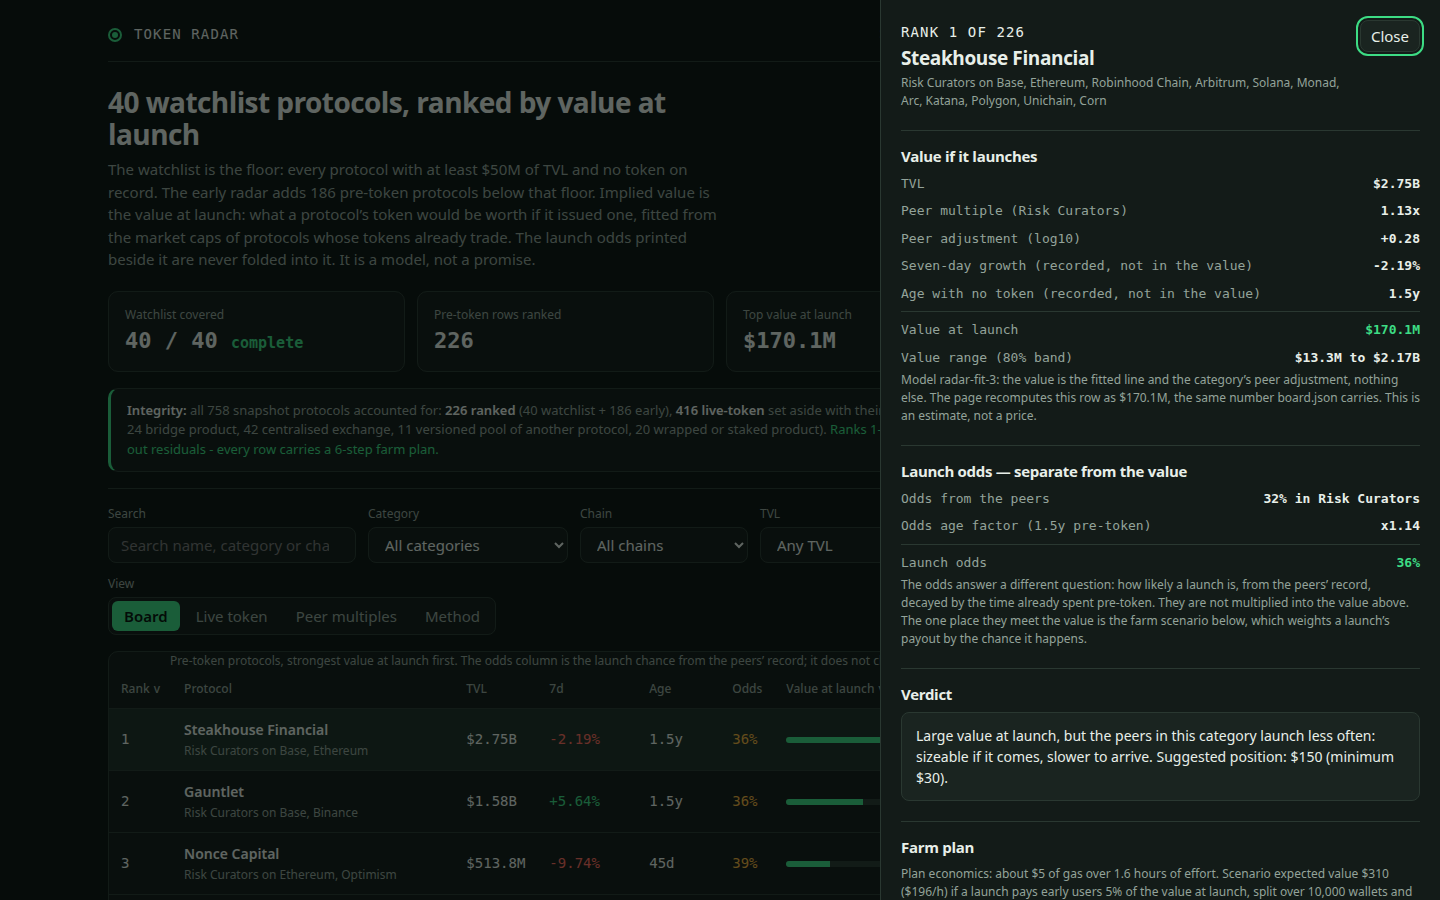 TOKEN RADAR
40 watchlist protocols, ranked by value at
launch
The watchlist is the floor: every protocol with at least $50M of TVL and no token on
record. The early radar adds 186 pre-token protocols below that floor. Implied value is
the value at launch: what a protocol's token would be worth if it issued one, fitted from
the market caps of protocols whose tokens already trade. The launch odds printed
beside it are never folded into it. It is a model, not a promise.
Watchlist covered
40 / 40 complete
Pre-token rows ranked
226
Top value at launch
$170.1M
Integrity: all 758 snapshot protocols accounted for: 226 ranked (40 watchlist + 186 early), 416 live-token set aside with their
24 bridge product, 42 centralised exchange, 11 versioned pool of another protocol, 20 wrapped or staked product). Ranks 1-
out residuals - every row carries a 6-step farm plan.
Search
Category
Chain
TVL
Search name, category or cha
All categories
All chains
Any TVL
View
Board
Live token
Peer multiples
Method
Pre-token protocols, strongest value at launch first. The odds column is the launch chance from the peers' record; it does not c
Rank v
Protocol
TVL
7d
Age
Odds
Value at launch v
1
Steakhouse Financial
Risk Curators on Base, Ethereum
$2.75B
-2.19%
1.5y
36%
2
Gauntlet
Risk Curators on Base, Binance
$1.58B
+5.64%
1.5y
36%
3
Nonce Capital
Risk Curators on Ethereum, Optimism
$513.8M
-9.74%
45d
39%
RANK 1 OF 226
Close
Steakhouse Financial
Risk Curators on Base, Ethereum, Robinhood Chain, Arbitrum, Solana, Monad,
Arc, Katana, Polygon, Unichain, Corn
Value if it launches
TVL $2.75B
Peer multiple (Risk Curators) 1.13x
Peer adjustment (log10) +0.28
Seven-day growth (recorded, not in the value) -2.19%
Age with no token (recorded, not in the value) 1.5y
Value at launch $170.1M
Value range (80% band) $13.3M to $2.17B
Model radar-fit-3: the value is the fitted line and the category's peer adjustment, nothing
else. The page recomputes this row as $170.1M, the same number board.json carries. This is
an estimate, not a price.
Launch odds — separate from the value
Odds from the peers 32% in Risk Curators
Odds age factor (1.5y pre-token) x1.14
Launch odds 36%
The odds answer a different question: how likely a launch is, from the peers' record,
decayed by the time already spent pre-token. They are not multiplied into the value above.
The one place they meet the value is the farm scenario below, which weights a launch's
payout by the chance it happens.
Verdict
Large value at launch, but the peers in this category launch less often:
sizeable if it comes, slower to arrive. Suggested position: $150 (minimum
$30).
Farm plan
Plan economics: about $5 of gas over 1.6 hours of effort. Scenario expected value $310
($196/h) if a launch pays early users 5% of the value at launch, split over 10,000 wallets and